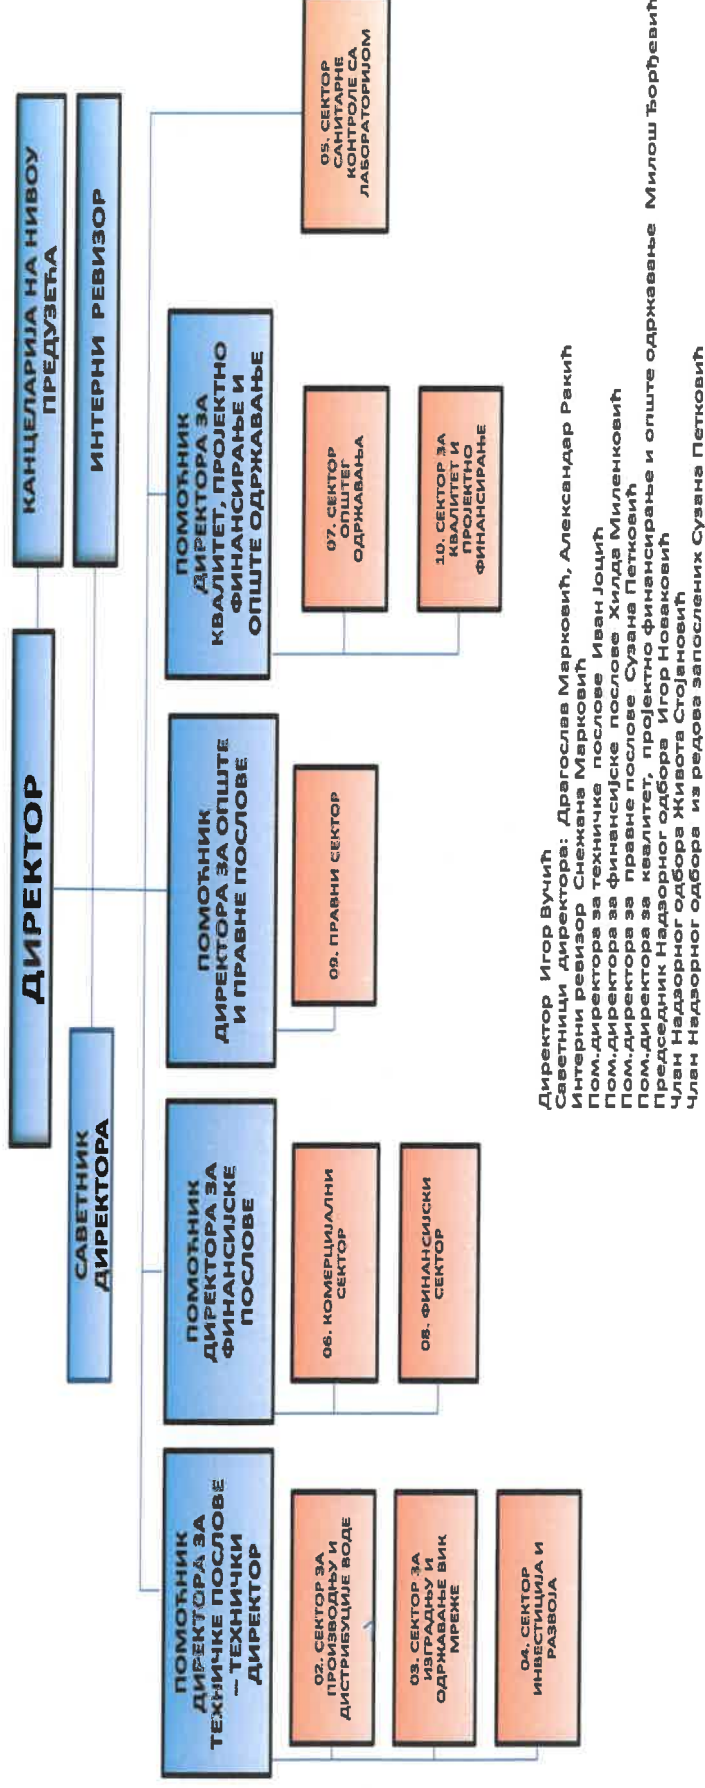 ДИРЕКТОР
КАНЦЕЛАРИЈА НА НИВОУ
ПРЕДУЗЕЋА
САВЕТНИК
ДИРЕКТОРА
ИНТЕРНИ РЕВИЗОР
ПОМОЋНИК
ДИРЕКТОРА ЗА
ТЕХНИЧКЕ ПОСЛОВЕ
— ТЕХНИЧКИ
ДИРЕКТОР
02. СЕКТОР ЗА
ПРОИЗВОДЊУ И
ДИСТРИБУЦИЈЕ ВОДЕ
03. СЕКТОР ЗА
ИЗГРАДЊУ И
ОДРЖАВАЊЕ ВИК
МРЕЖЕ
04. СЕКТОР
ИНВЕСТИЦИЈА И
РАЗВОЈА
ПОМОЋНИК
ДИРЕКТОРА ЗА
ФИНАНСИЈСКЕ
ПОСЛОВЕ
06. КОМЕРЦИЈАЛНИ
СЕКТОР
08. ФИНАНСИЈСКИ
СЕКТОР
ПОМОЋНИК
ДИРЕКТОРА ЗА ОПШТЕ
И ПРАВНЕ ПОСЛОВЕ
09. ПРАВНИ СЕКТОР
ПОМОЋНИК
ДИРЕКТОРА ЗА
КВАЛИТЕТ, ПРОЈЕКТНО
ФИНАНСИРАЊЕ И
ОПШТЕ ОДРЖАВАЊЕ
07. СЕКТОР
ОПШТЕГ
ОДРЖАВАЊА
10. СЕКТОР ЗА
КВАЛИТЕТ И
ПРОЈЕКТНО
ФИНАНСИРАЊЕ
05. СЕКТОР
САНИТАРНЕ
КОНТРОЛЕ СА
ЛАБОРАТОРИЈОМ
Директор Игор Вучић
Саветници директора: Драгослав Марковић, Александар Ракић
Интерни ревизор Снежана Марковић
Пом.директора за техничке послове Иван Јоцић
Пом.директора за финансијске послове Хилда Миленковић
Пом.директора за правне послове Сузана Петковић
Пом.директора за квалитет, пројектно финансирање и опште одржавање Милош Ђорђевић
Председник Надзорног одбора Игор Новаковић
Члан Надзорног одбора Живота Стојановић
Члан Надзорног одбора из редова запослених Сузана Петковић